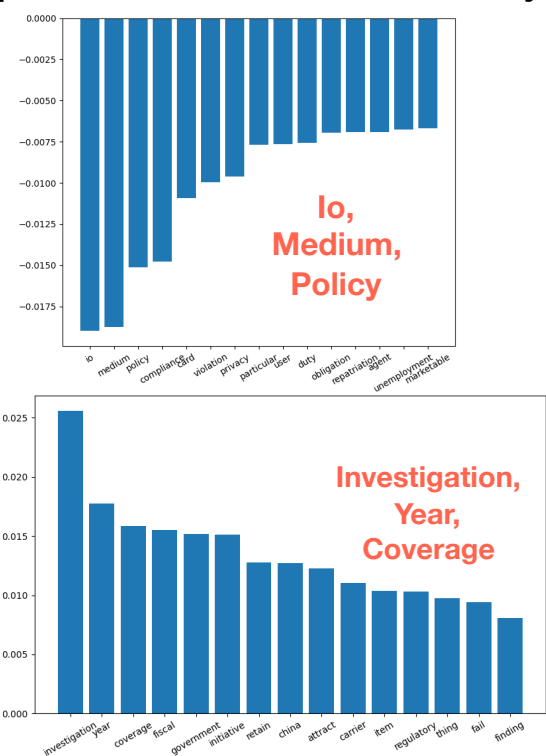 0.0000
−0.0025
−0.0050
−0.0075
−0.0100
−0.0125
−0.0150
−0.0175
Io,
Medium,
Policy
io
medium
policy
compliance
card
violation
privacy
particular
user
duty
obligation
repatriation
agent
unemployment
marketable
0.025
0.020
0.015
0.010
0.005
0.000
Investigation,
Year,
Coverage
investigation
year
coverage
fiscal
government
initiative
retain
china
attract
carrier
item
regulatory
thing
fail
finding